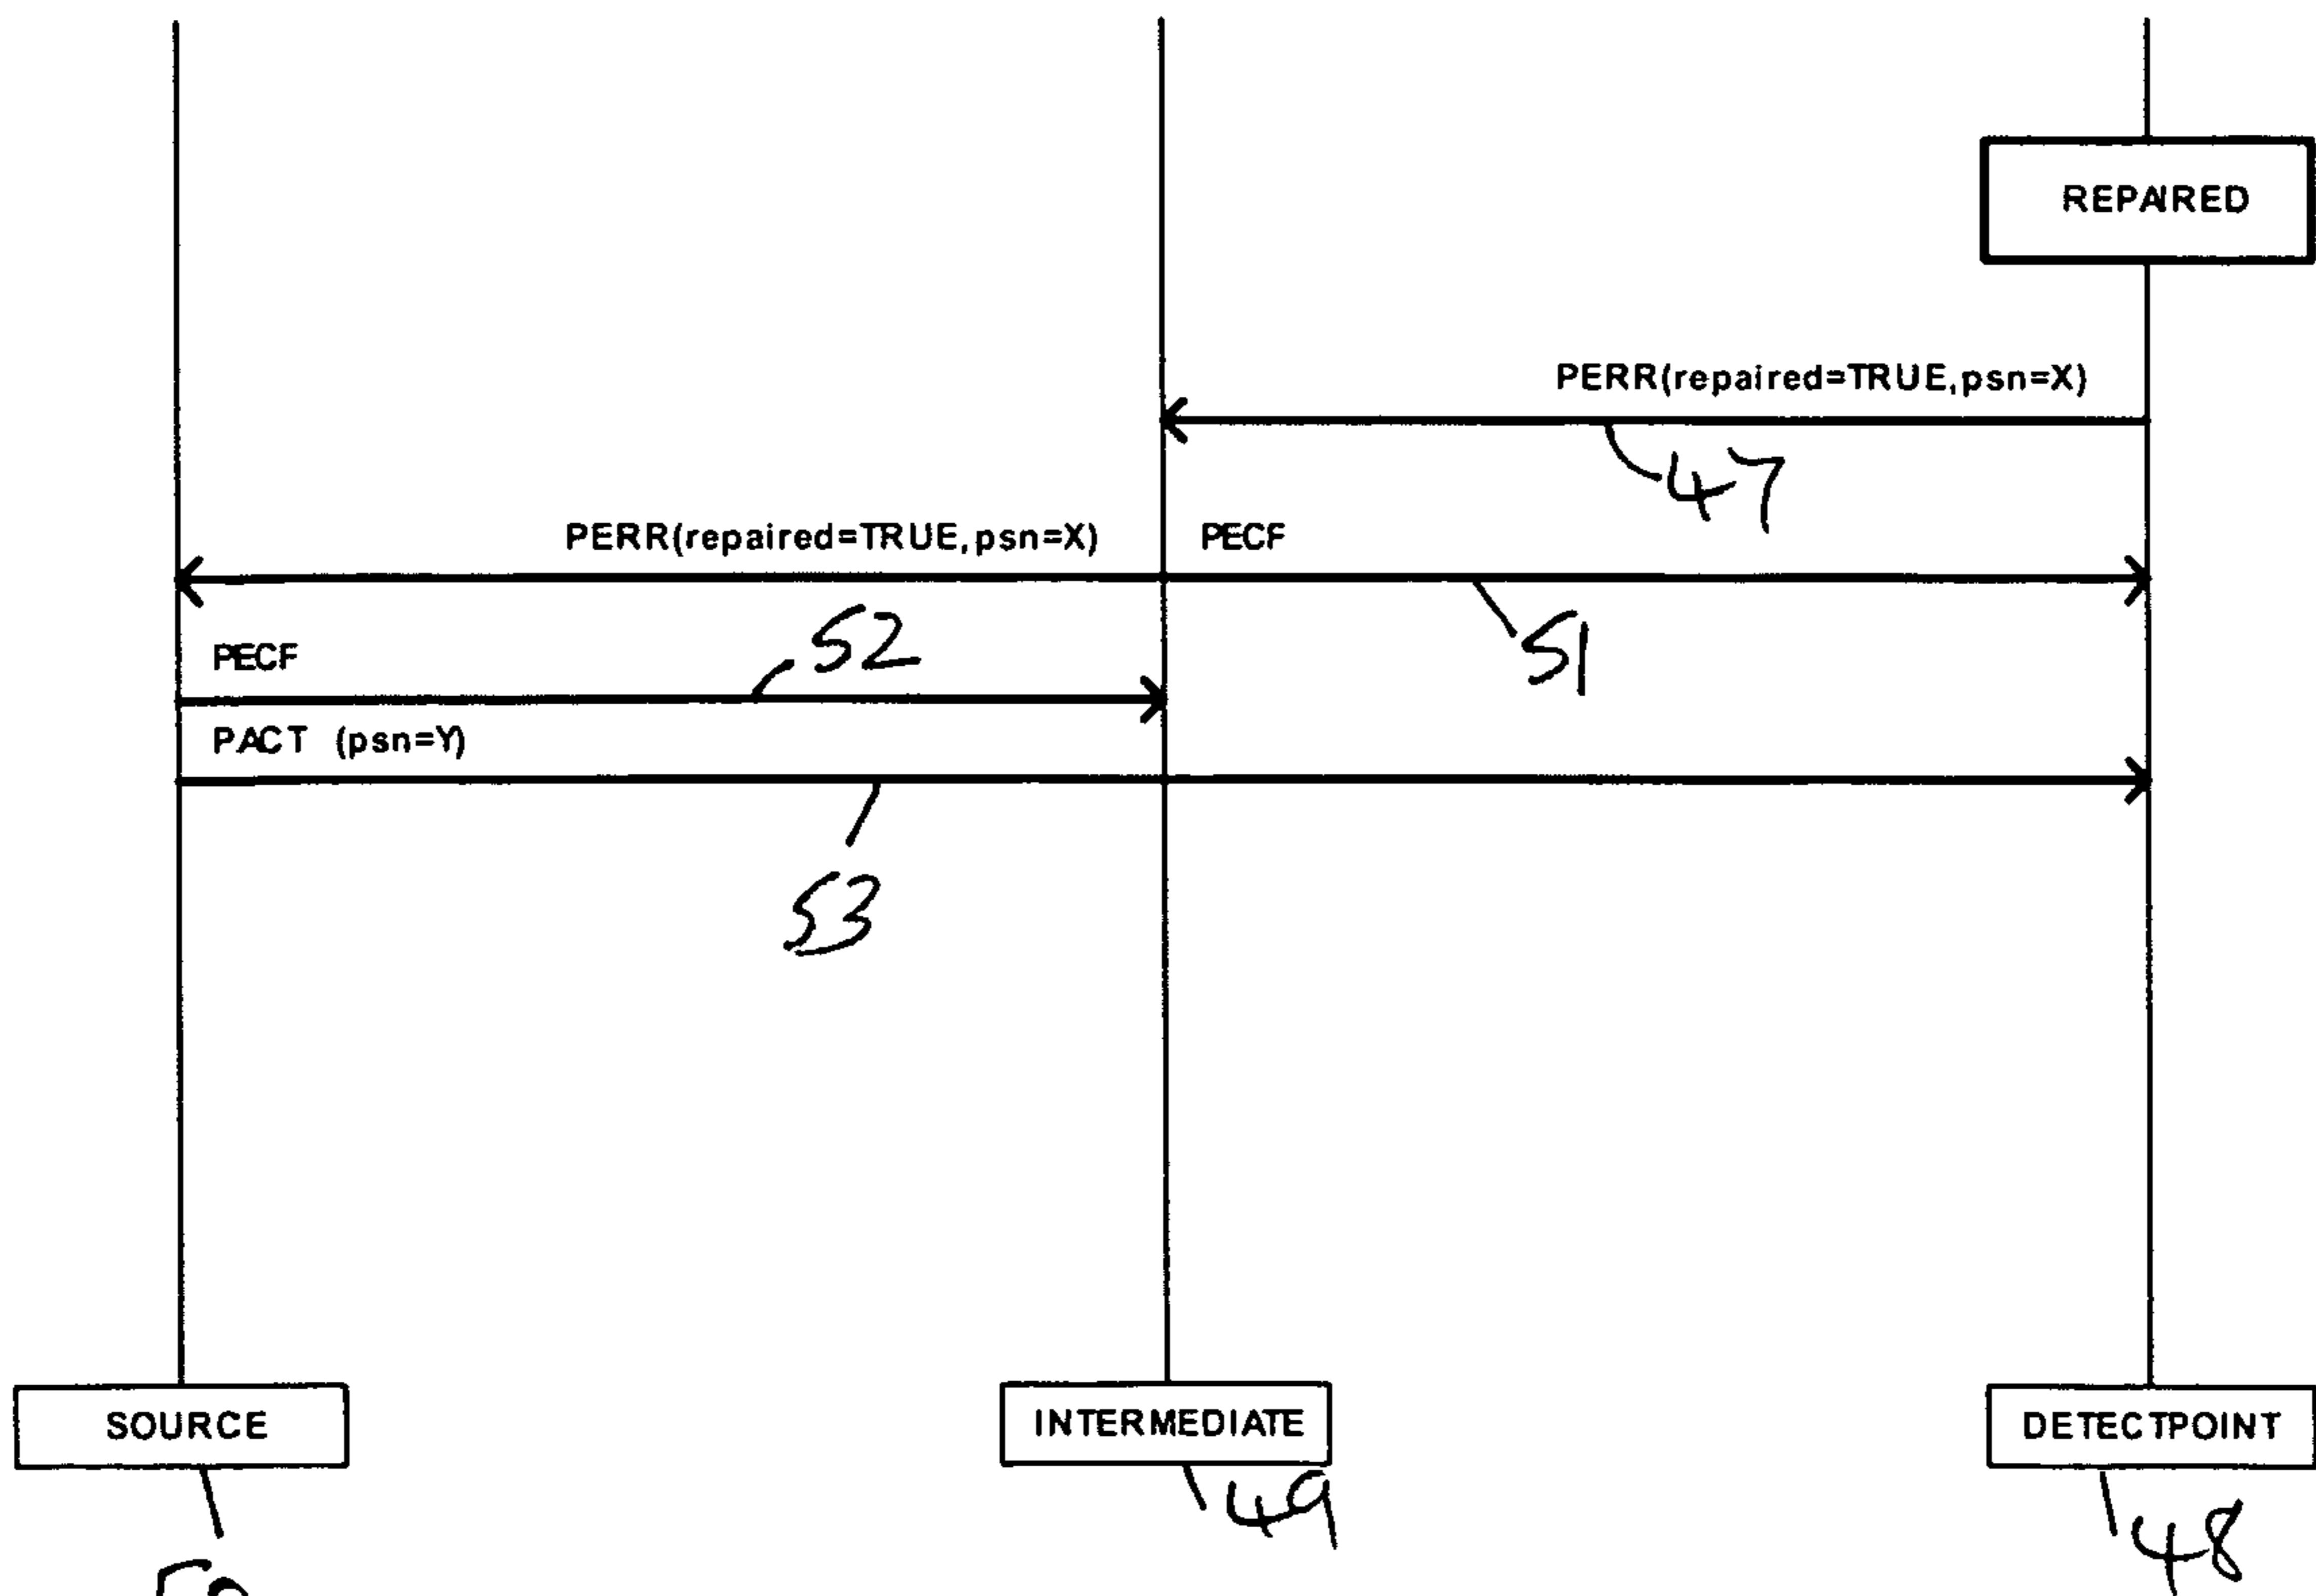 REPAIRED
PERR(repaired=TRUE,psn=X)
47
PERR(repaired=TRUE,psn=X) PECF
51
PECF
52
PACT (psn=Y)
53
SOURCE INTERMEDIATE DETECTPOINT
49 48